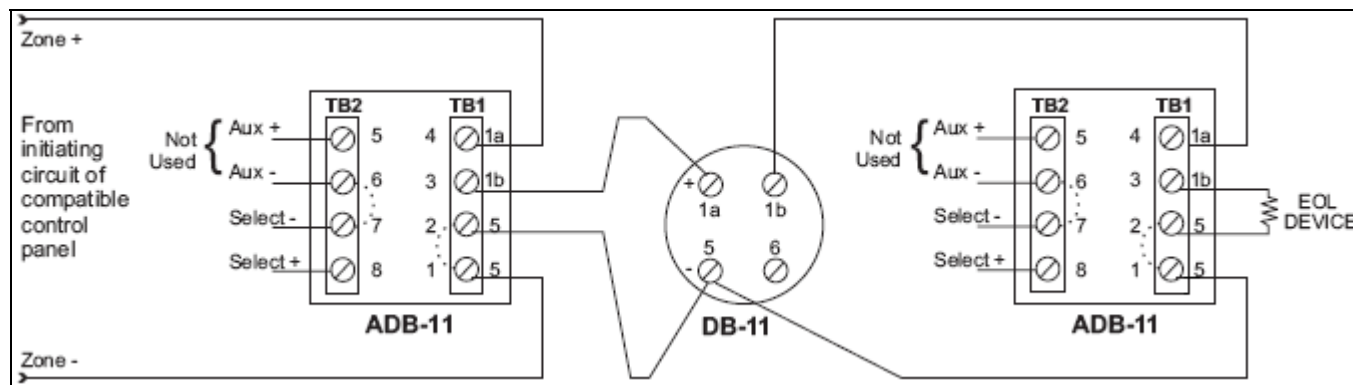 Zone +
From
initiating
circuit of
compatible
control
panel
Zone -
Not
Used
{
Aux +
Aux -
Select -
Select +
TB2
TB1
5
6
7
8
4
3
2
1
1a
1b
5
5
ADB-11
+
1a
1b
5
6
-
DB-11
Not
Used
{
Aux +
Aux -
Select -
Select +
TB2
TB1
5
6
7
8
4
3
2
1
1a
1b
5
5
ADB-11
EOL
DEVICE